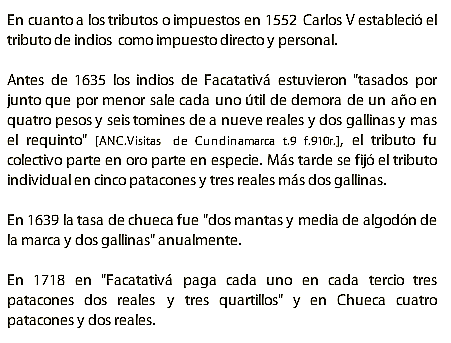 En cuanto a los tributos o impuestos en 1552 Carlos V estableció el
tributo de indios como impuesto directo y personal.
Antes de 1635 los indios de Facatativá estuvieron "tasados por
junto que por menor sale cada uno útil de demora de un año en
quatro pesos y seis tomines de a nueve reales y dos gallinas y mas
el requinto" [ANC.Visitas de Cundinamarca t.9 f.910r.], el tributo fu
colectivo parte en oro parte en especie. Más tarde se fijó el tributo
individual en cinco patacones y tres reales más dos gallinas.
En 1639 la tasa de chueca fue "dos mantas y media de algodón de
la marca y dos gallinas" anualmente.
En 1718 en "Facatativá paga cada uno en cada tercio tres
patacones dos reales y tres quartillos" y en Chueca cuatro
patacones y dos reales.